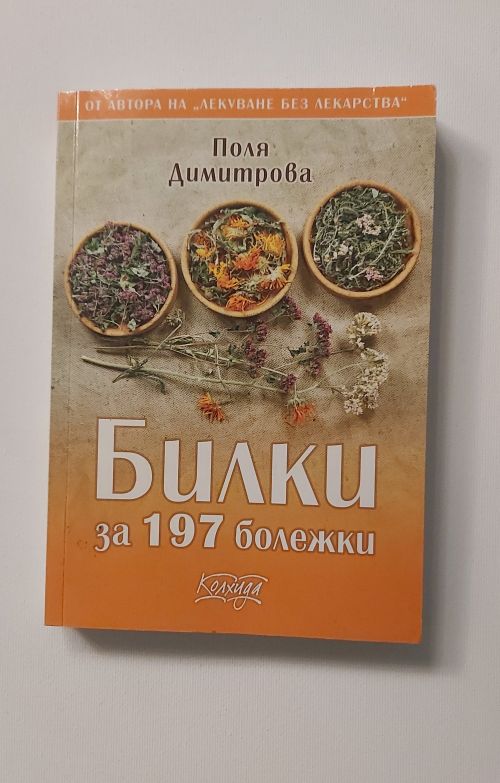 ОТ АВТОРА НА „ЛЕКУВАНЕ БЕЗ ЛЕКАРСТВА“
Поля
Димитрова
Билки
за 197 болежки
Колхида